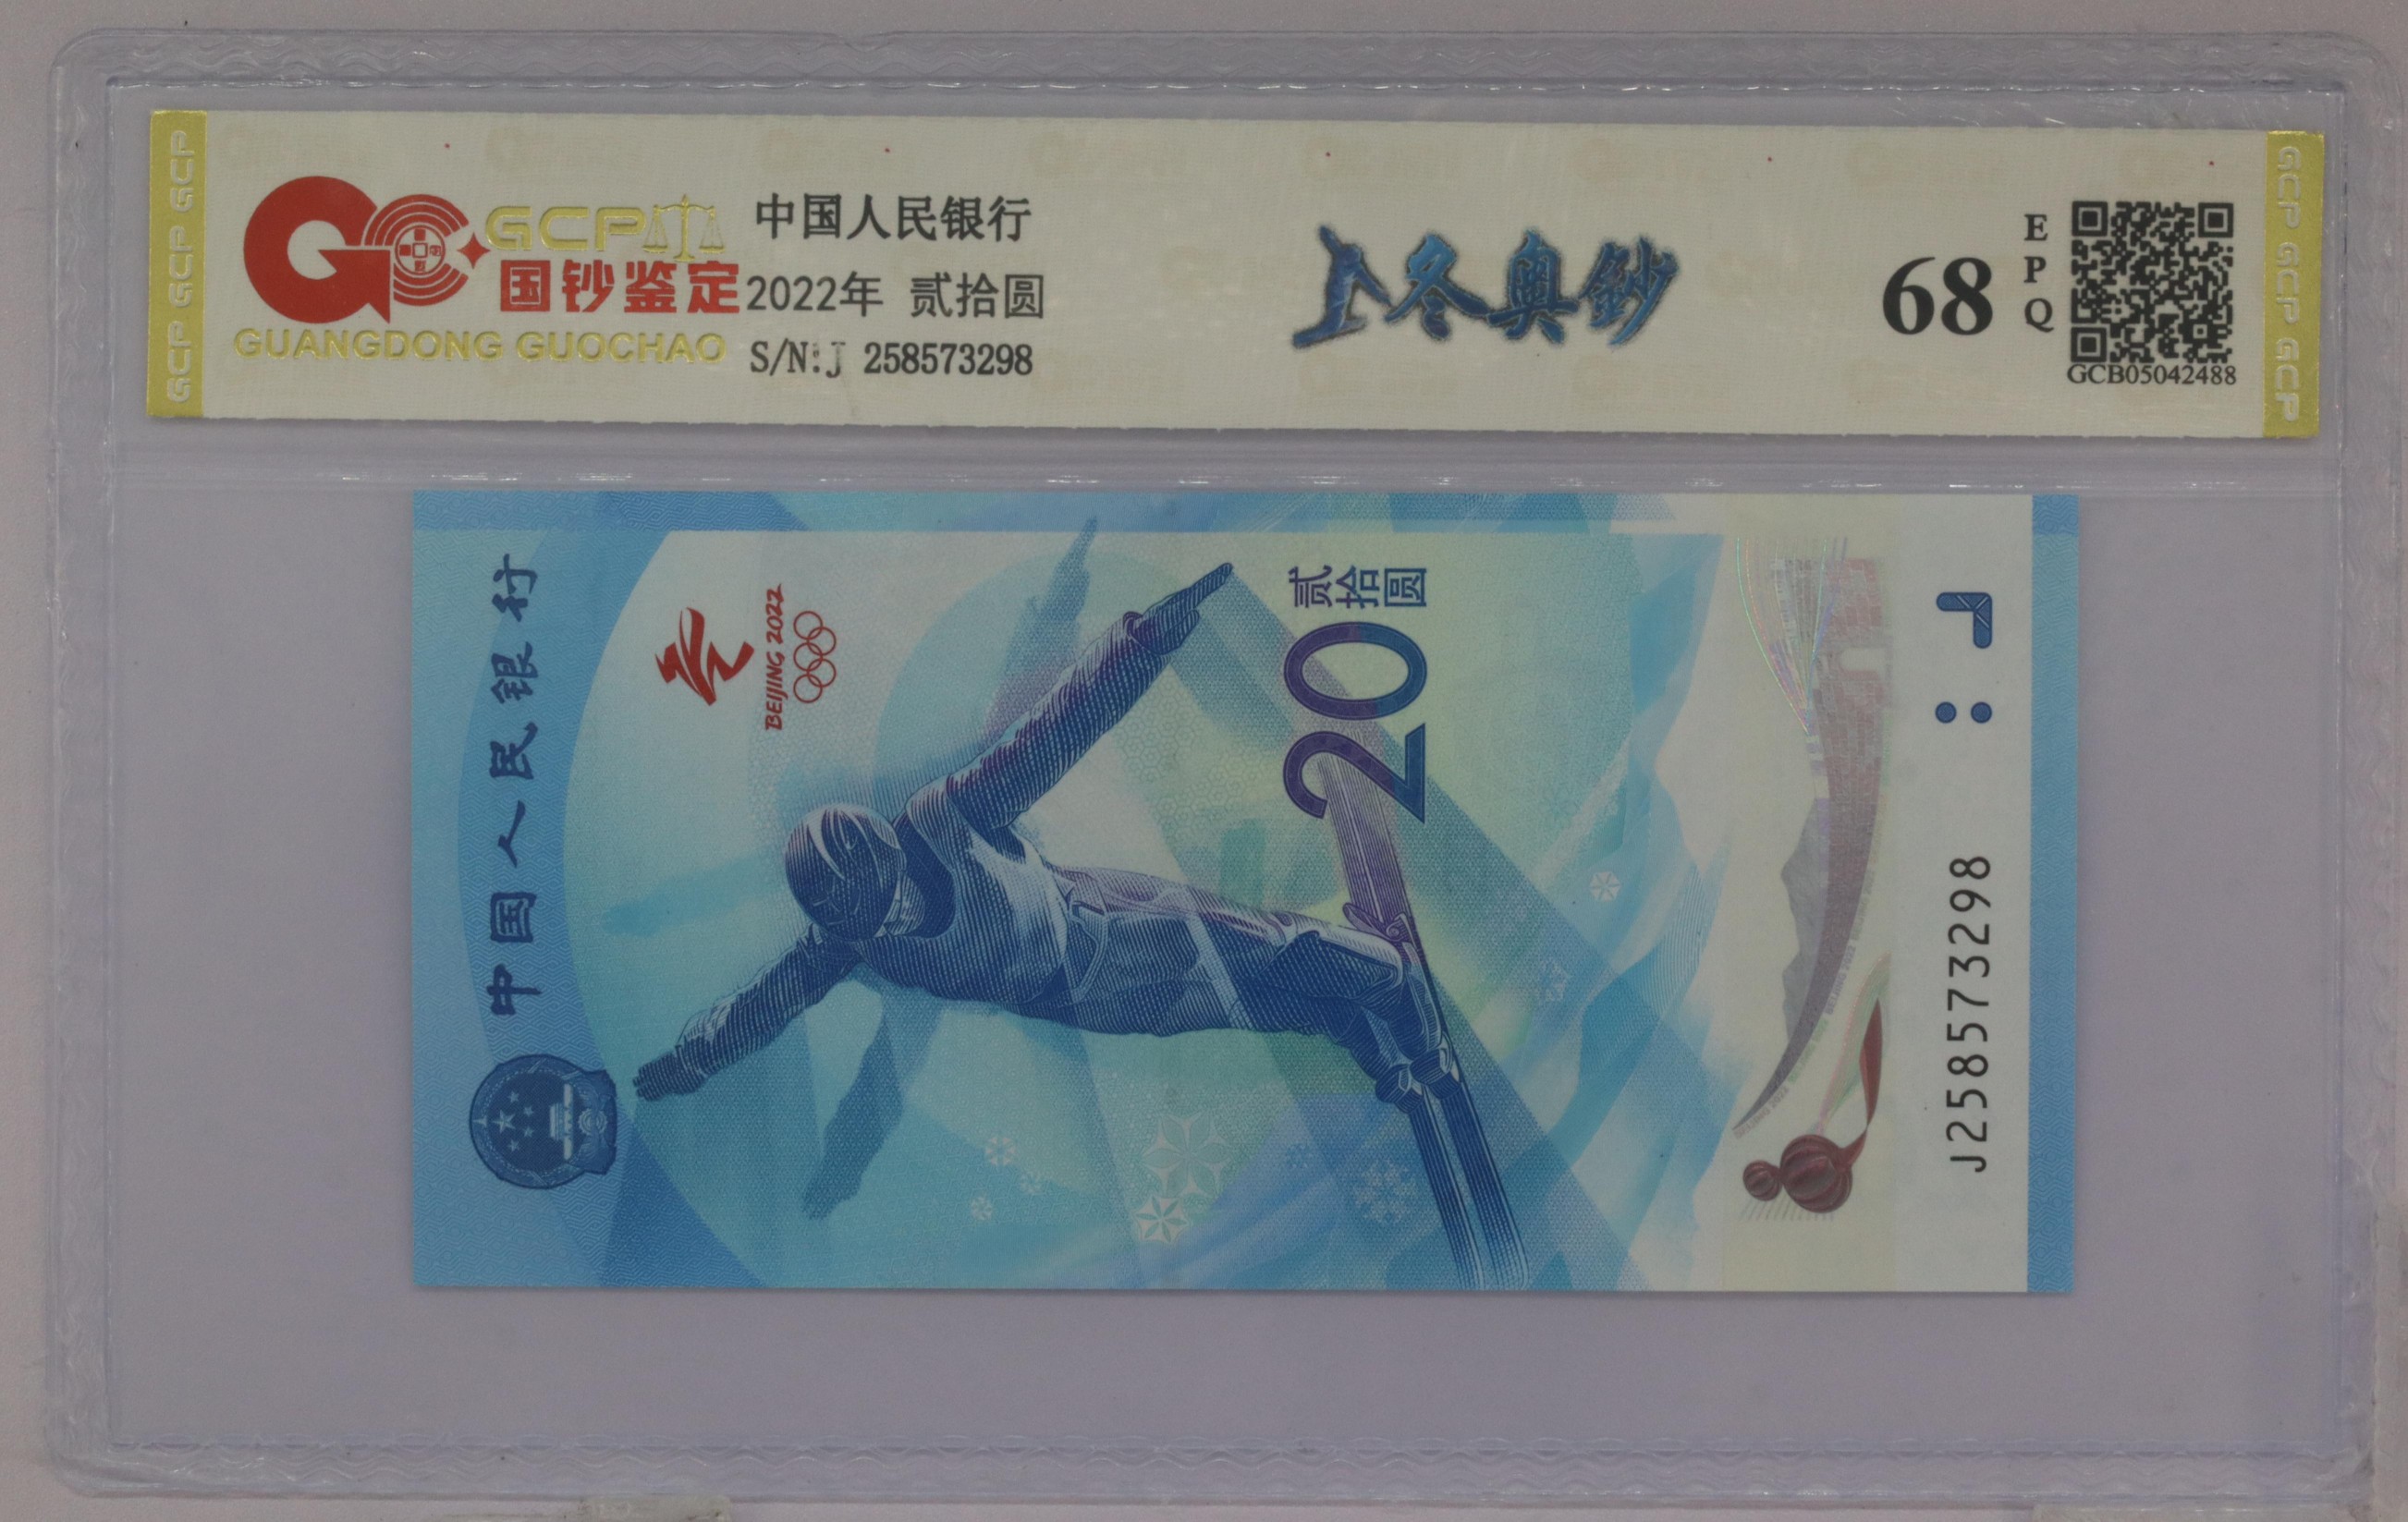 GCP GCP GCP
GCP
国钞鉴定
GUANGDONG GUOCHAO
中国人民银行
2022年 贰拾圆
S/N:J 258573298
冬奥鈔
68
EPQ
GCB05042488
GCP GCP GCP
中国人民银行
BEIJING 2022
贰拾圆
20
J258573298